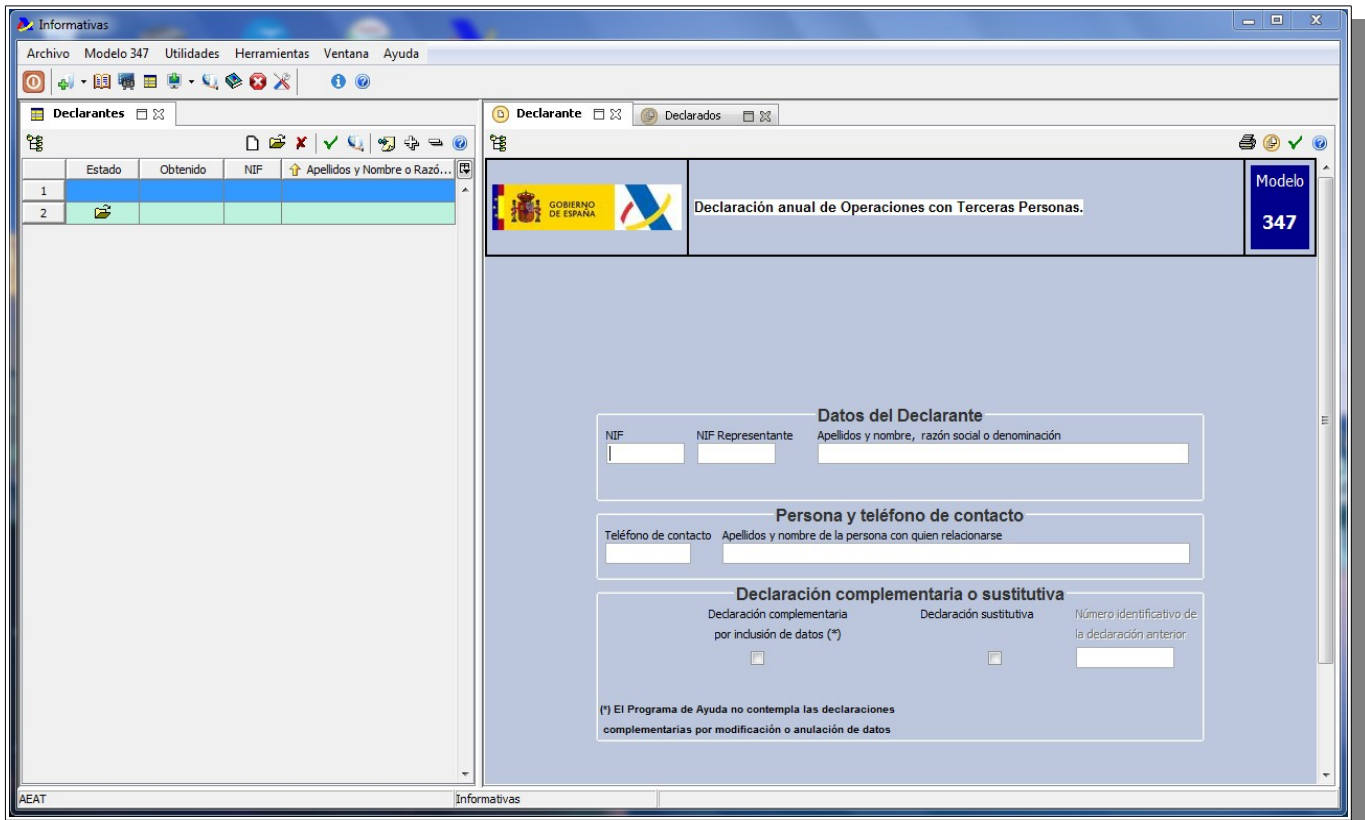 Informativas
Archivo Modelo 347 Utilidades Herramientas Ventana Ayuda
Declarantes
Estado Obtenido NIF Apellidos y Nombre o Razó...
1
2
Declarante Declarados
GOBIERNO
DE ESPAÑA
Declaración anual de Operaciones con Terceras Personas.
Modelo
347
Datos del Declarante
NIF NIF Representante Apellidos y nombre, razón social o denominación
Persona y teléfono de contacto
Teléfono de contacto Apellidos y nombre de la persona con quien relacionarse
Declaración complementaria o sustitutiva
Declaración complementaria Declaración sustitutiva Número identificativo de
por inclusión de datos (*) la declaración anterior
(*) El Programa de Ayuda no contempla las declaraciones
complementarias por modificación o anulación de datos
AEAT Informativas